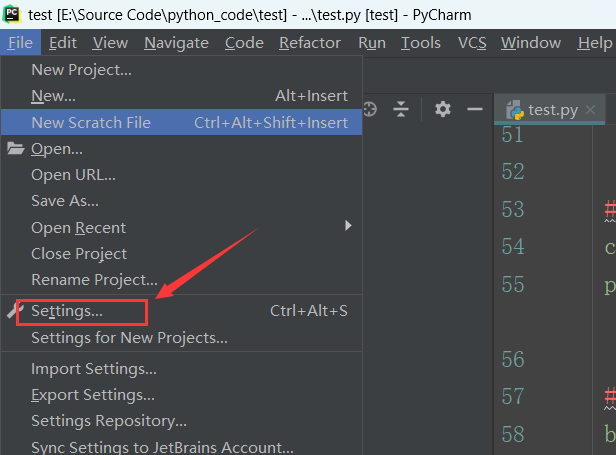 test [E:\Source Code\python_code\test] - ...\test.py [test] - PyCharm
File Edit View Navigate Code Refactor Run Tools VCS Window Help
New Project...
New... Alt+Insert
New Scratch File Ctrl+Alt+Shift+Insert
Open...
Open URL...
Save As...
Open Recent
Close Project
Rename Project...
Settings... Ctrl+Alt+S
Settings for New Projects...
Import Settings...
Export Settings...
Settings Repository...
Sync Settings to JetBrains Account...
test.py
51
52
53 #
54 c
55 p
56
57 #
58 b